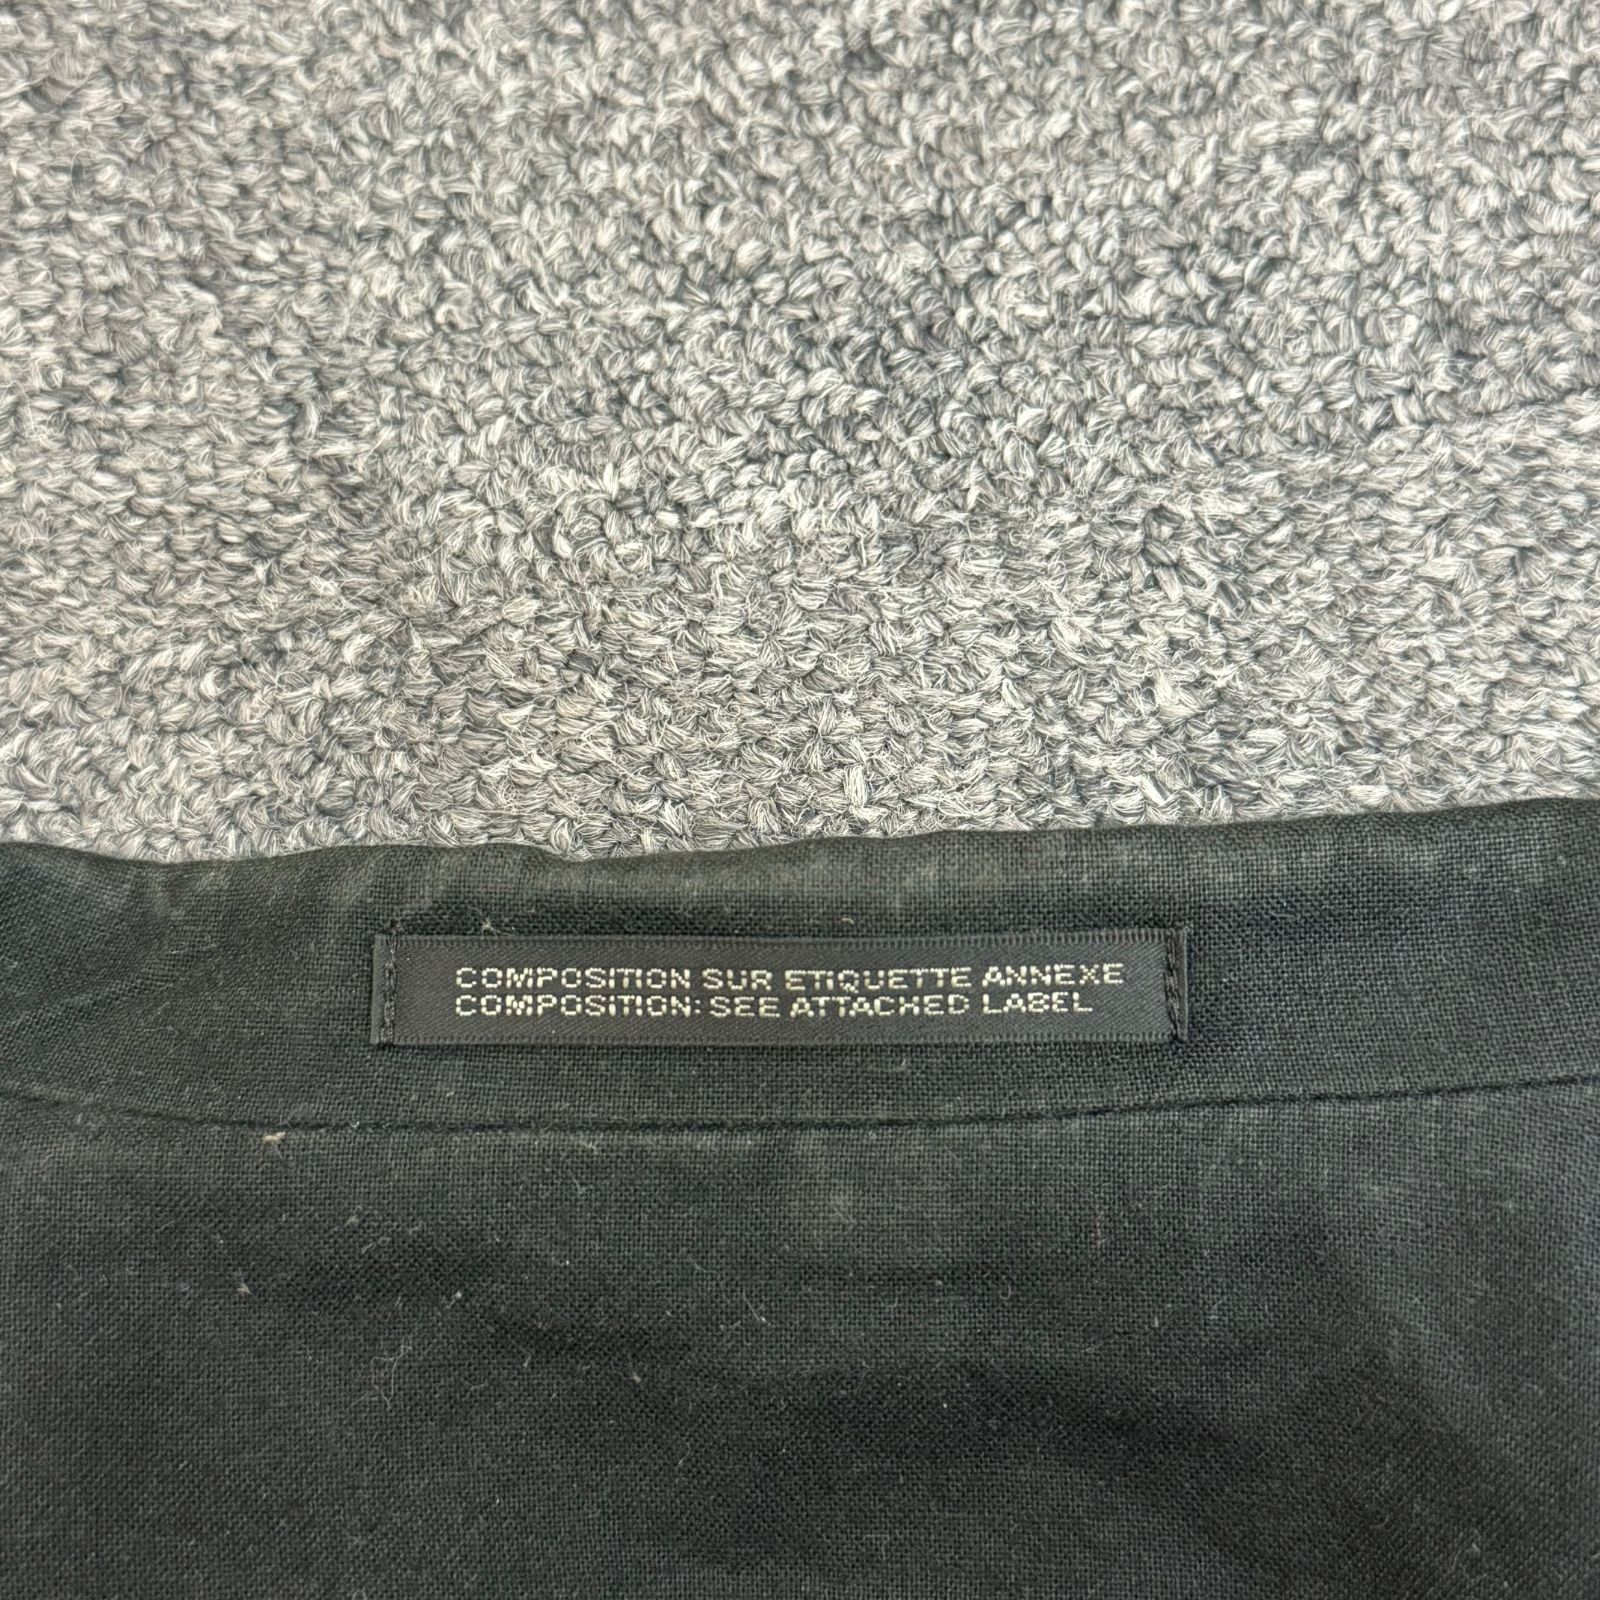 COMPOSITION SUR ETIQUETTE ANNEXE
COMPOSITION: SEE ATTACHED LABEL